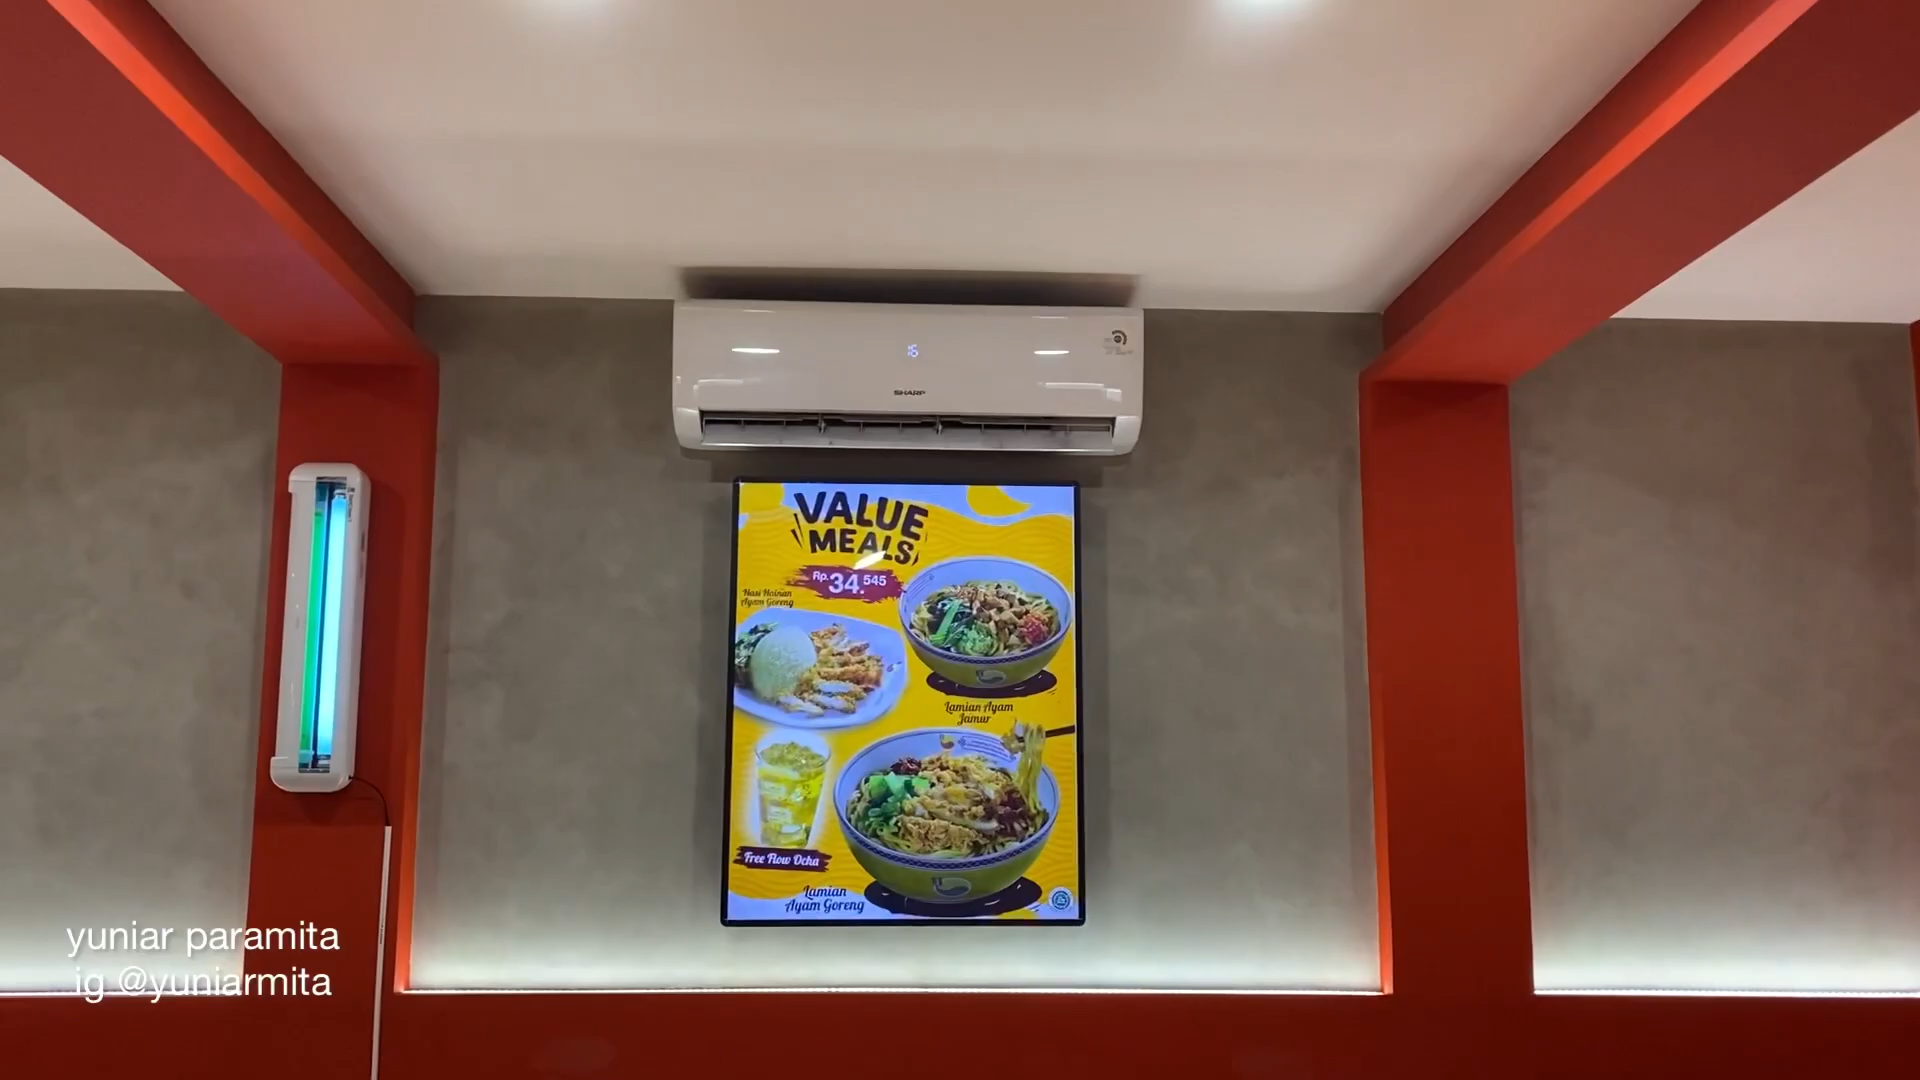 16
SHARP
VALUE
MEALS
Rp. 34.545
Nasi Hainan
Ayam Goreng
Lamian Ayam
Jamur
Free Flow Ocha
Lamian
Ayam Goreng
yuniar paramita
ig @yuniarmita